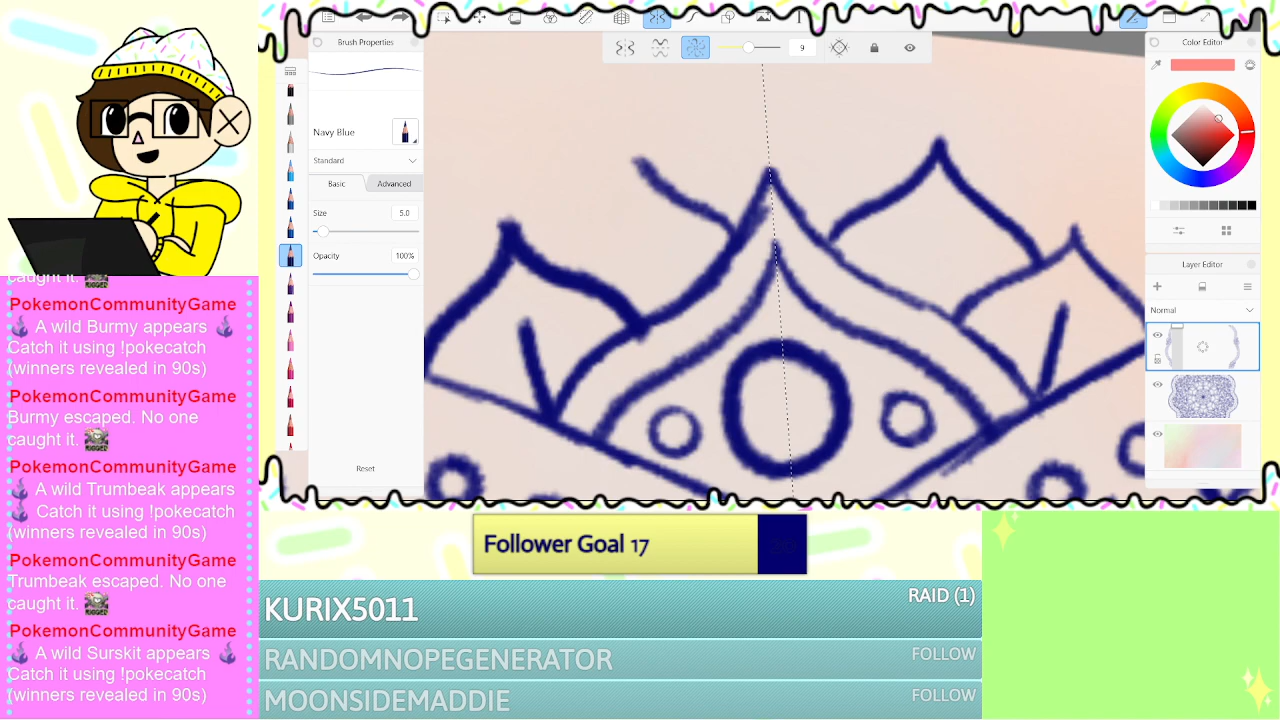 caught it.
PokemonCommunityGame
A wild Burmy appears
Catch it using !pokecatch
(winners revealed in 90s)
PokemonCommunityGame
Burmy escaped. No one
caught it.
PokemonCommunityGame
A wild Trumbeak appears
Catch it using !pokecatch
(winners revealed in 90s)
PokemonCommunityGame
Trumbeak escaped. No one
caught it.
PokemonCommunityGame
A wild Surskit appears
Catch it using !pokecatch
(winners revealed in 90s)
Brush Properties
Navy Blue
Standard
Basic
Advanced
Size
5.0
Opacity
100%
Reset
9
Color Editor
Layer Editor
Normal
Follower Goal 17
KURIX5011
RAID (1)
RANDOMNOPEGENERATOR
FOLLOW
MOONSIDEMADDIE
FOLLOW